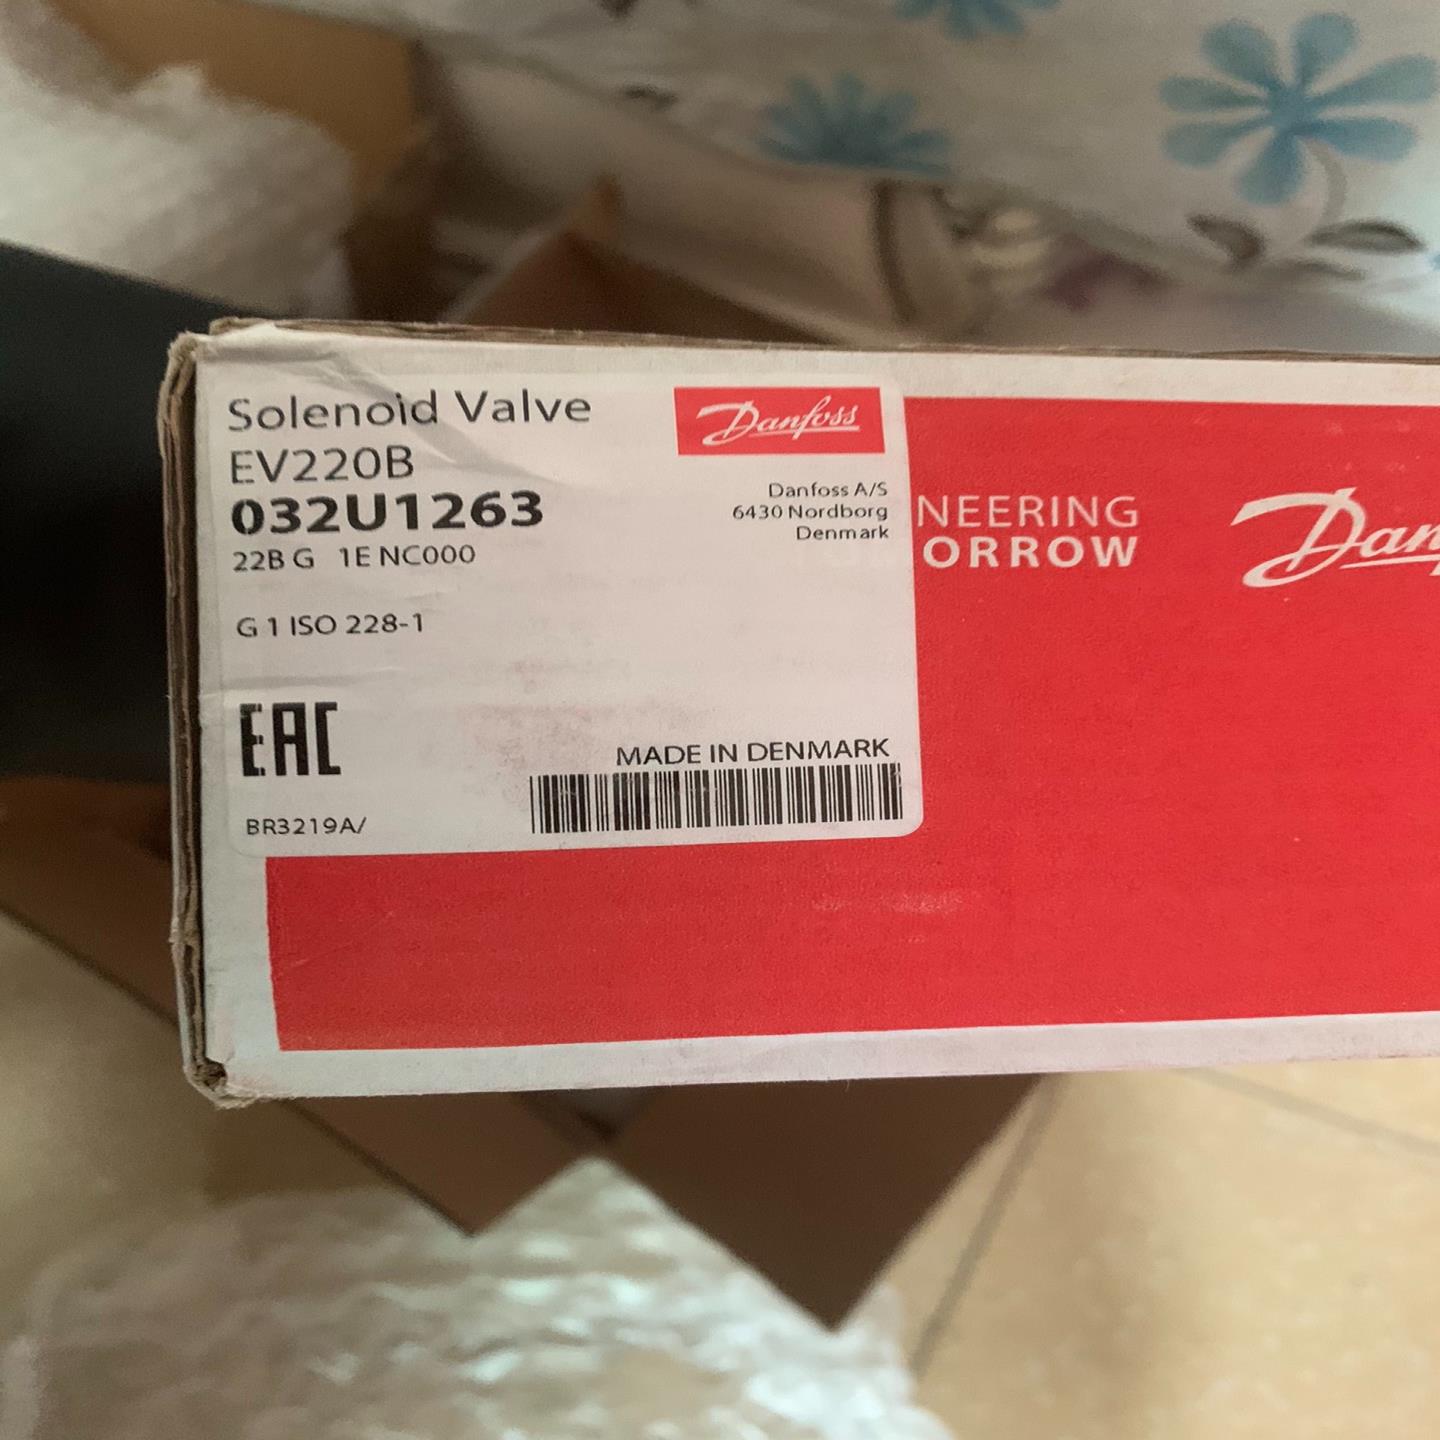 Solenoid Valve
EV220B
032U1263
22B G 1E NC000
G 1 ISO 228-1
EAC
BR3219A/
Danfoss
Danfoss A/S
6430 Nordborg
Denmark
MADE IN DENMARK
NEERING
ORROW
Danf